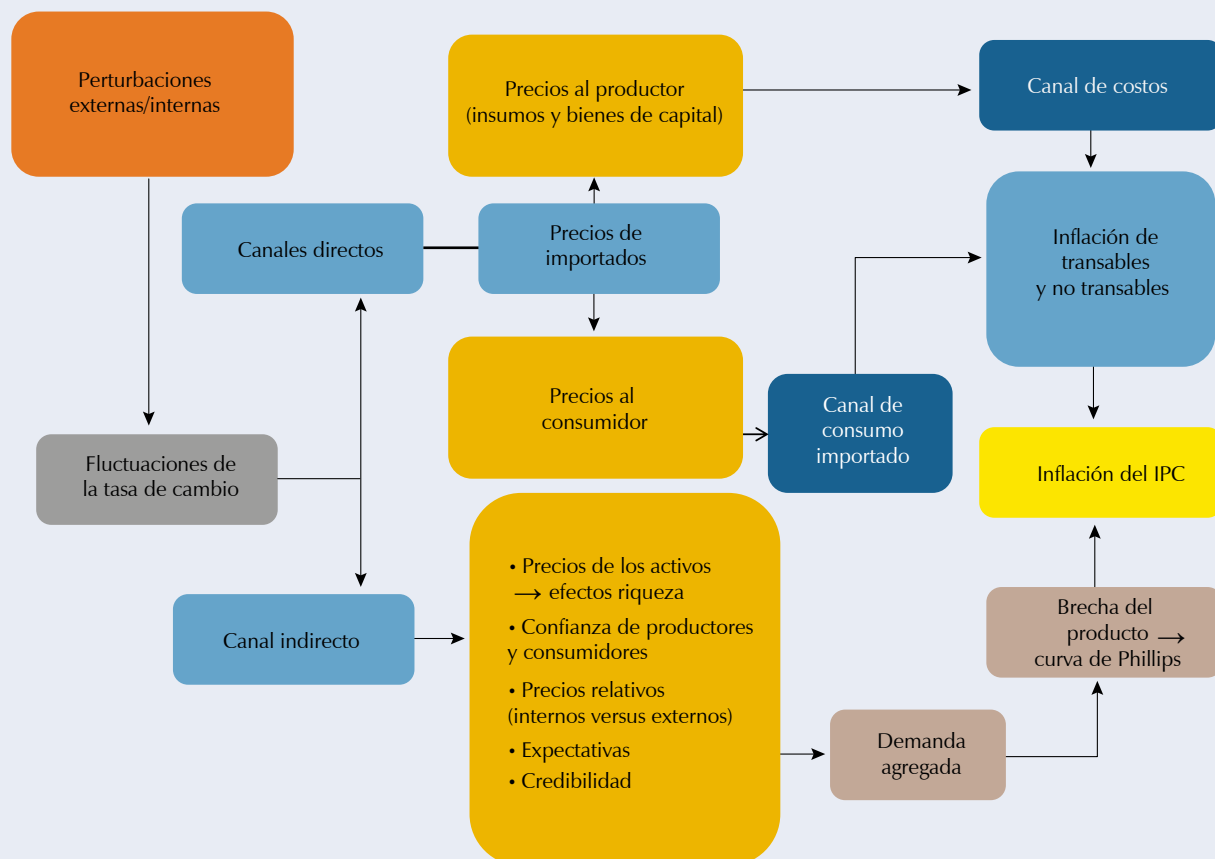 Perturbaciones
externas/internas
Precios al productor
(insumos y bienes de capital)
Canal de costos
Canales directos
Precios de
importados
Inflación de
transables
y no transables
Precios al
consumidor
Canal de
consumo
importado
Fluctuaciones de
la tasa de cambio
Inflación del IPC
• Precios de los activos
→ efectos riqueza
• Confianza de productores
y consumidores
• Precios relativos
(internos versus externos)
• Expectativas
• Credibilidad
Canal indirecto
Brecha del
producto →
curva de Phillips
Demanda
agregada